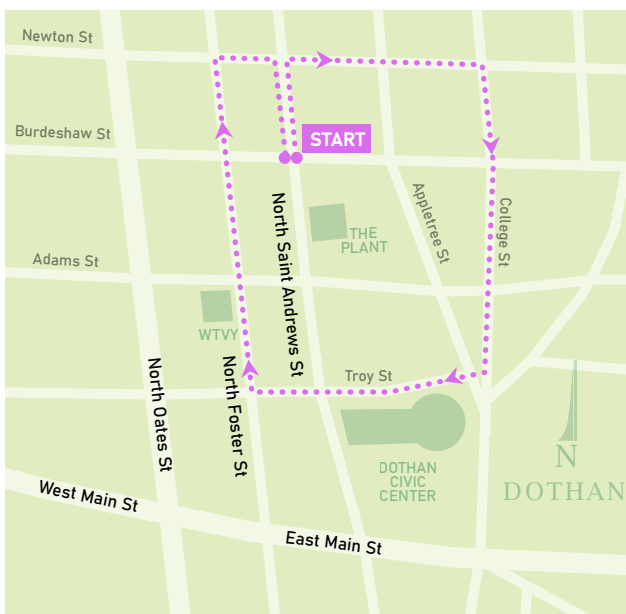 Newton St
Burdeshaw St
START
North Saint Andrews St
THE
PLANT
Appletree St
College St
Adams St
WTVY
North Oates St
North Foster St
Troy St
DOTHAN
CIVIC
CENTER
N
DOTHAN
West Main St
East Main St